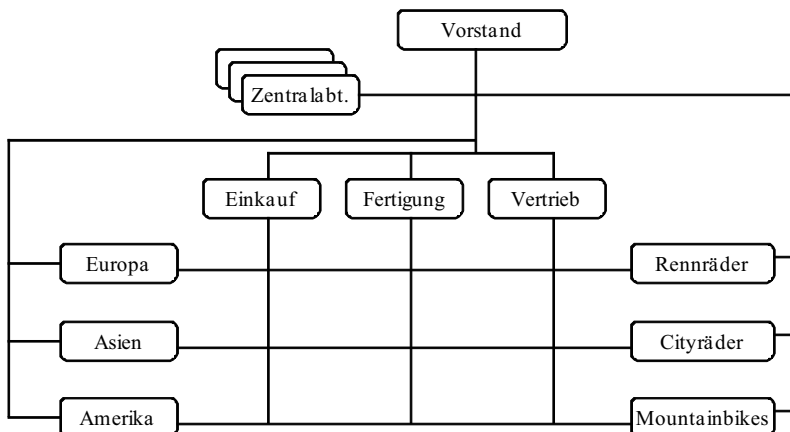 Vorstand
Zentralabt.
Einkauf Fertigung Vertrieb
Europa Rennräder
Asien Cityräder
Amerika Mountainbikes